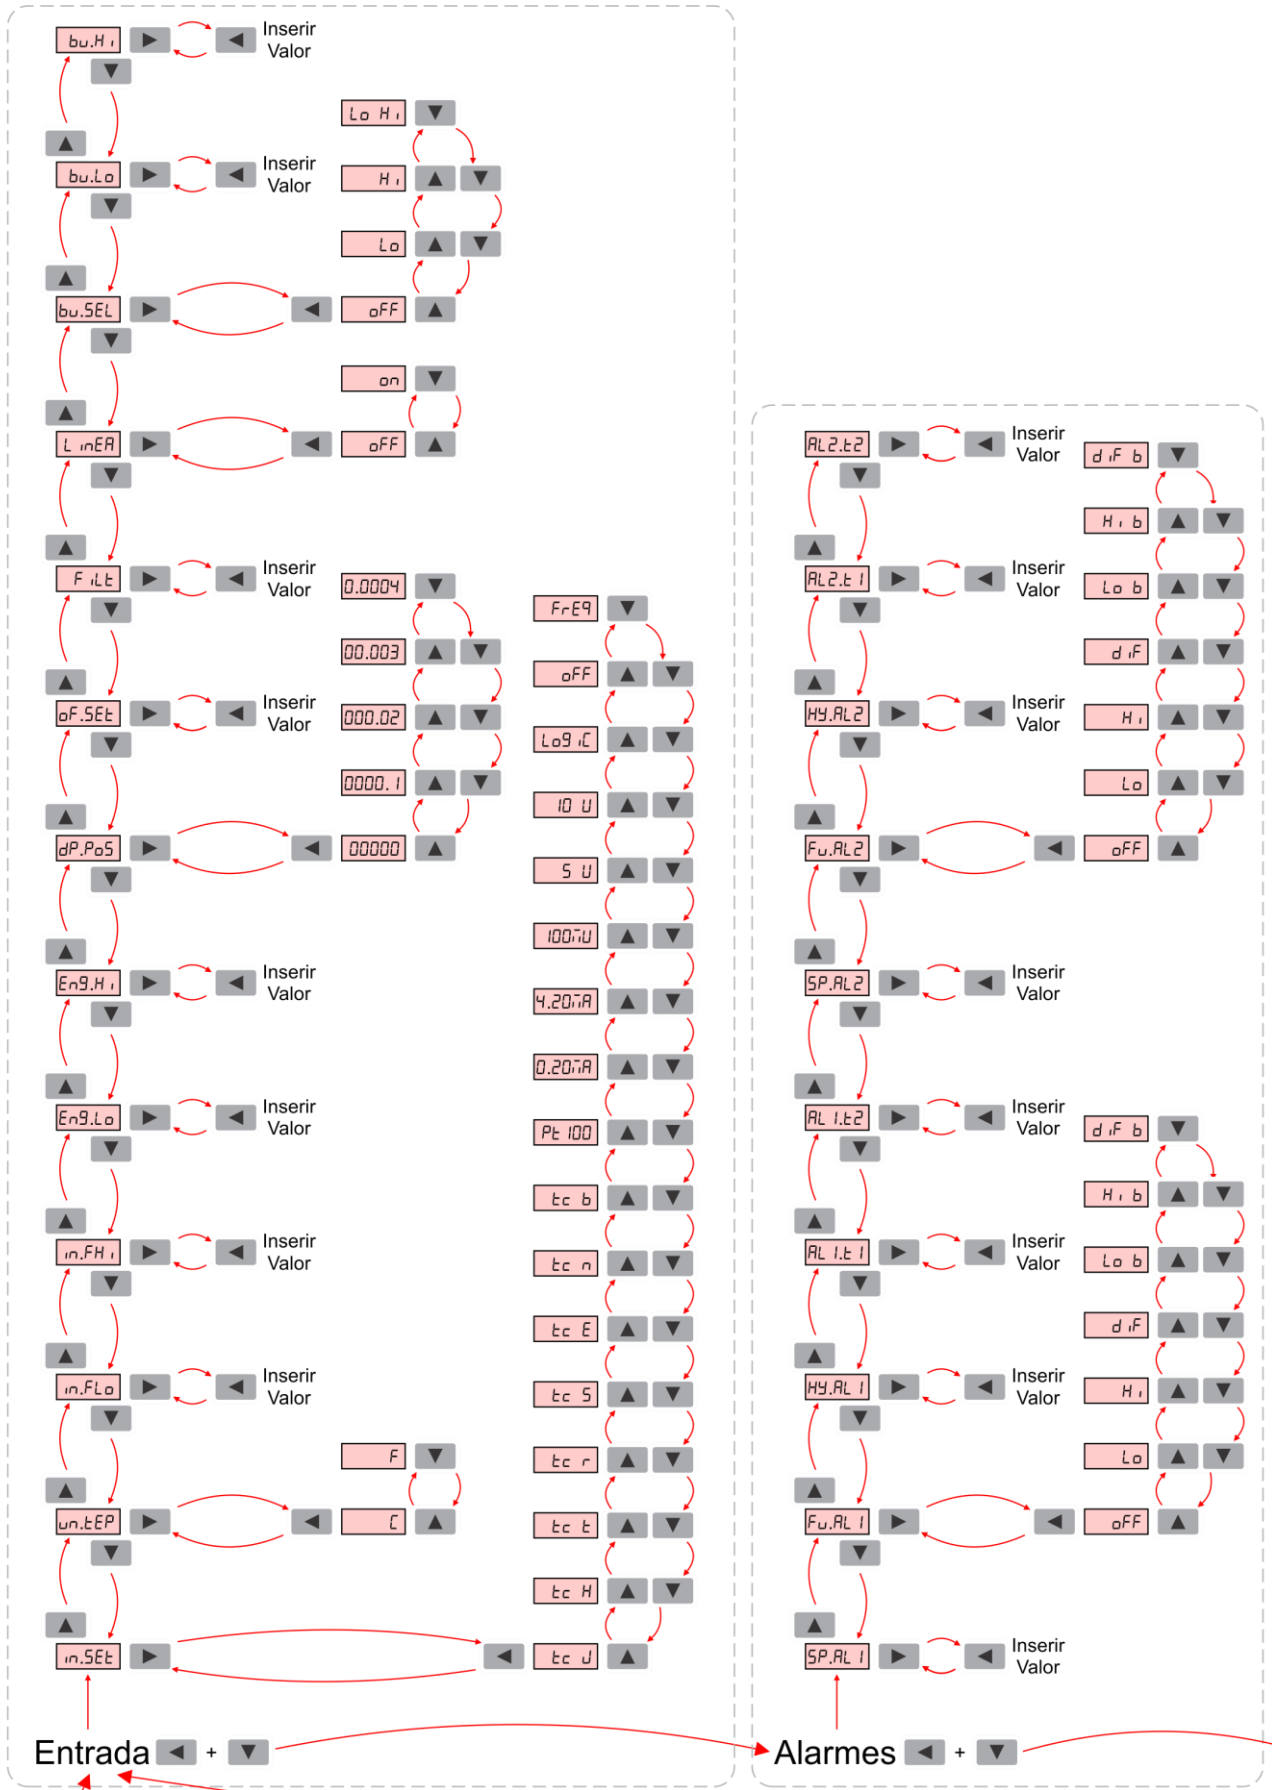 bu.Hi
Inserir
Valor
bu.Lo
Inserir
Valor
bu.SEL
Lo Hi
Hi
Lo
oFF
LinEA
on
oFF
FiLt
Inserir
Valor
oF.SEt
Inserir
Valor
dP.PoS
0.0004
00.003
000.02
0000.1
00000
Eng.Hi
Inserir
Valor
Eng.Lo
Inserir
Valor
in.FHi
Inserir
Valor
in.FLo
Inserir
Valor
un.tEP
F
C
in.SEt
FrEq
oFF
LogiC
10 U
5 U
100mU
4.20mA
0.20mA
Pt 100
tc b
tc n
tc E
tc S
tc r
tc t
tc H
tc J
Entrada +
AL2.t2
Inserir
Valor
AL2.t1
Inserir
Valor
HY.AL2
Inserir
Valor
Fu.AL2
diF b
Hi b
Lo b
diF
Hi
Lo
oFF
SP.AL2
Inserir
Valor
AL1.t2
Inserir
Valor
AL1.t1
Inserir
Valor
HY.AL1
Inserir
Valor
Fu.AL1
diF b
Hi b
Lo b
diF
Hi
Lo
oFF
SP.AL1
Inserir
Valor
Alarmes +